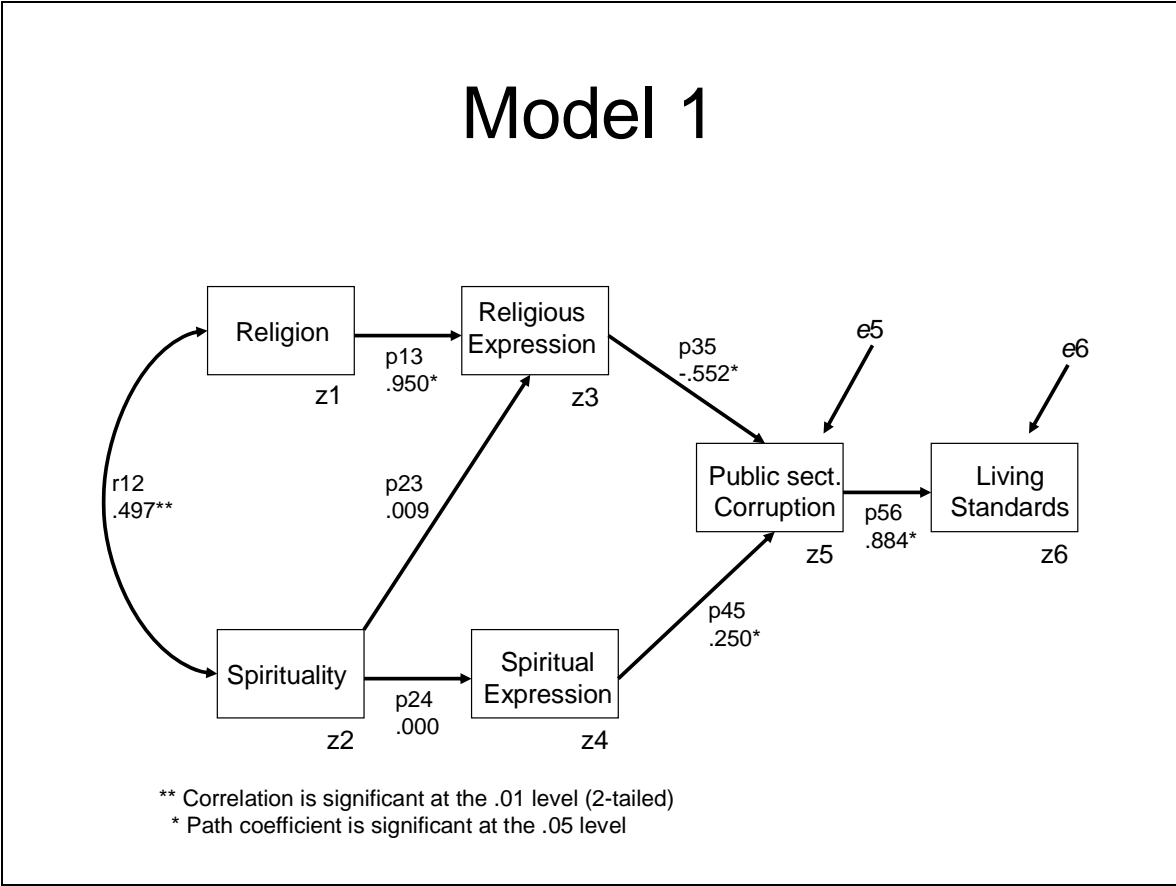 Model 1
Religion
z1
p13
.950*
Religious
Expression
z3
p35
-.552*
e5
e6
r12
.497**
p23
.009
Public sect.
Corruption
z5
p56
.884*
Living
Standards
z6
Spirituality
z2
p24
.000
Spiritual
Expression
z4
p45
.250*
** Correlation is significant at the .01 level (2-tailed)
* Path coefficient is significant at the .05 level